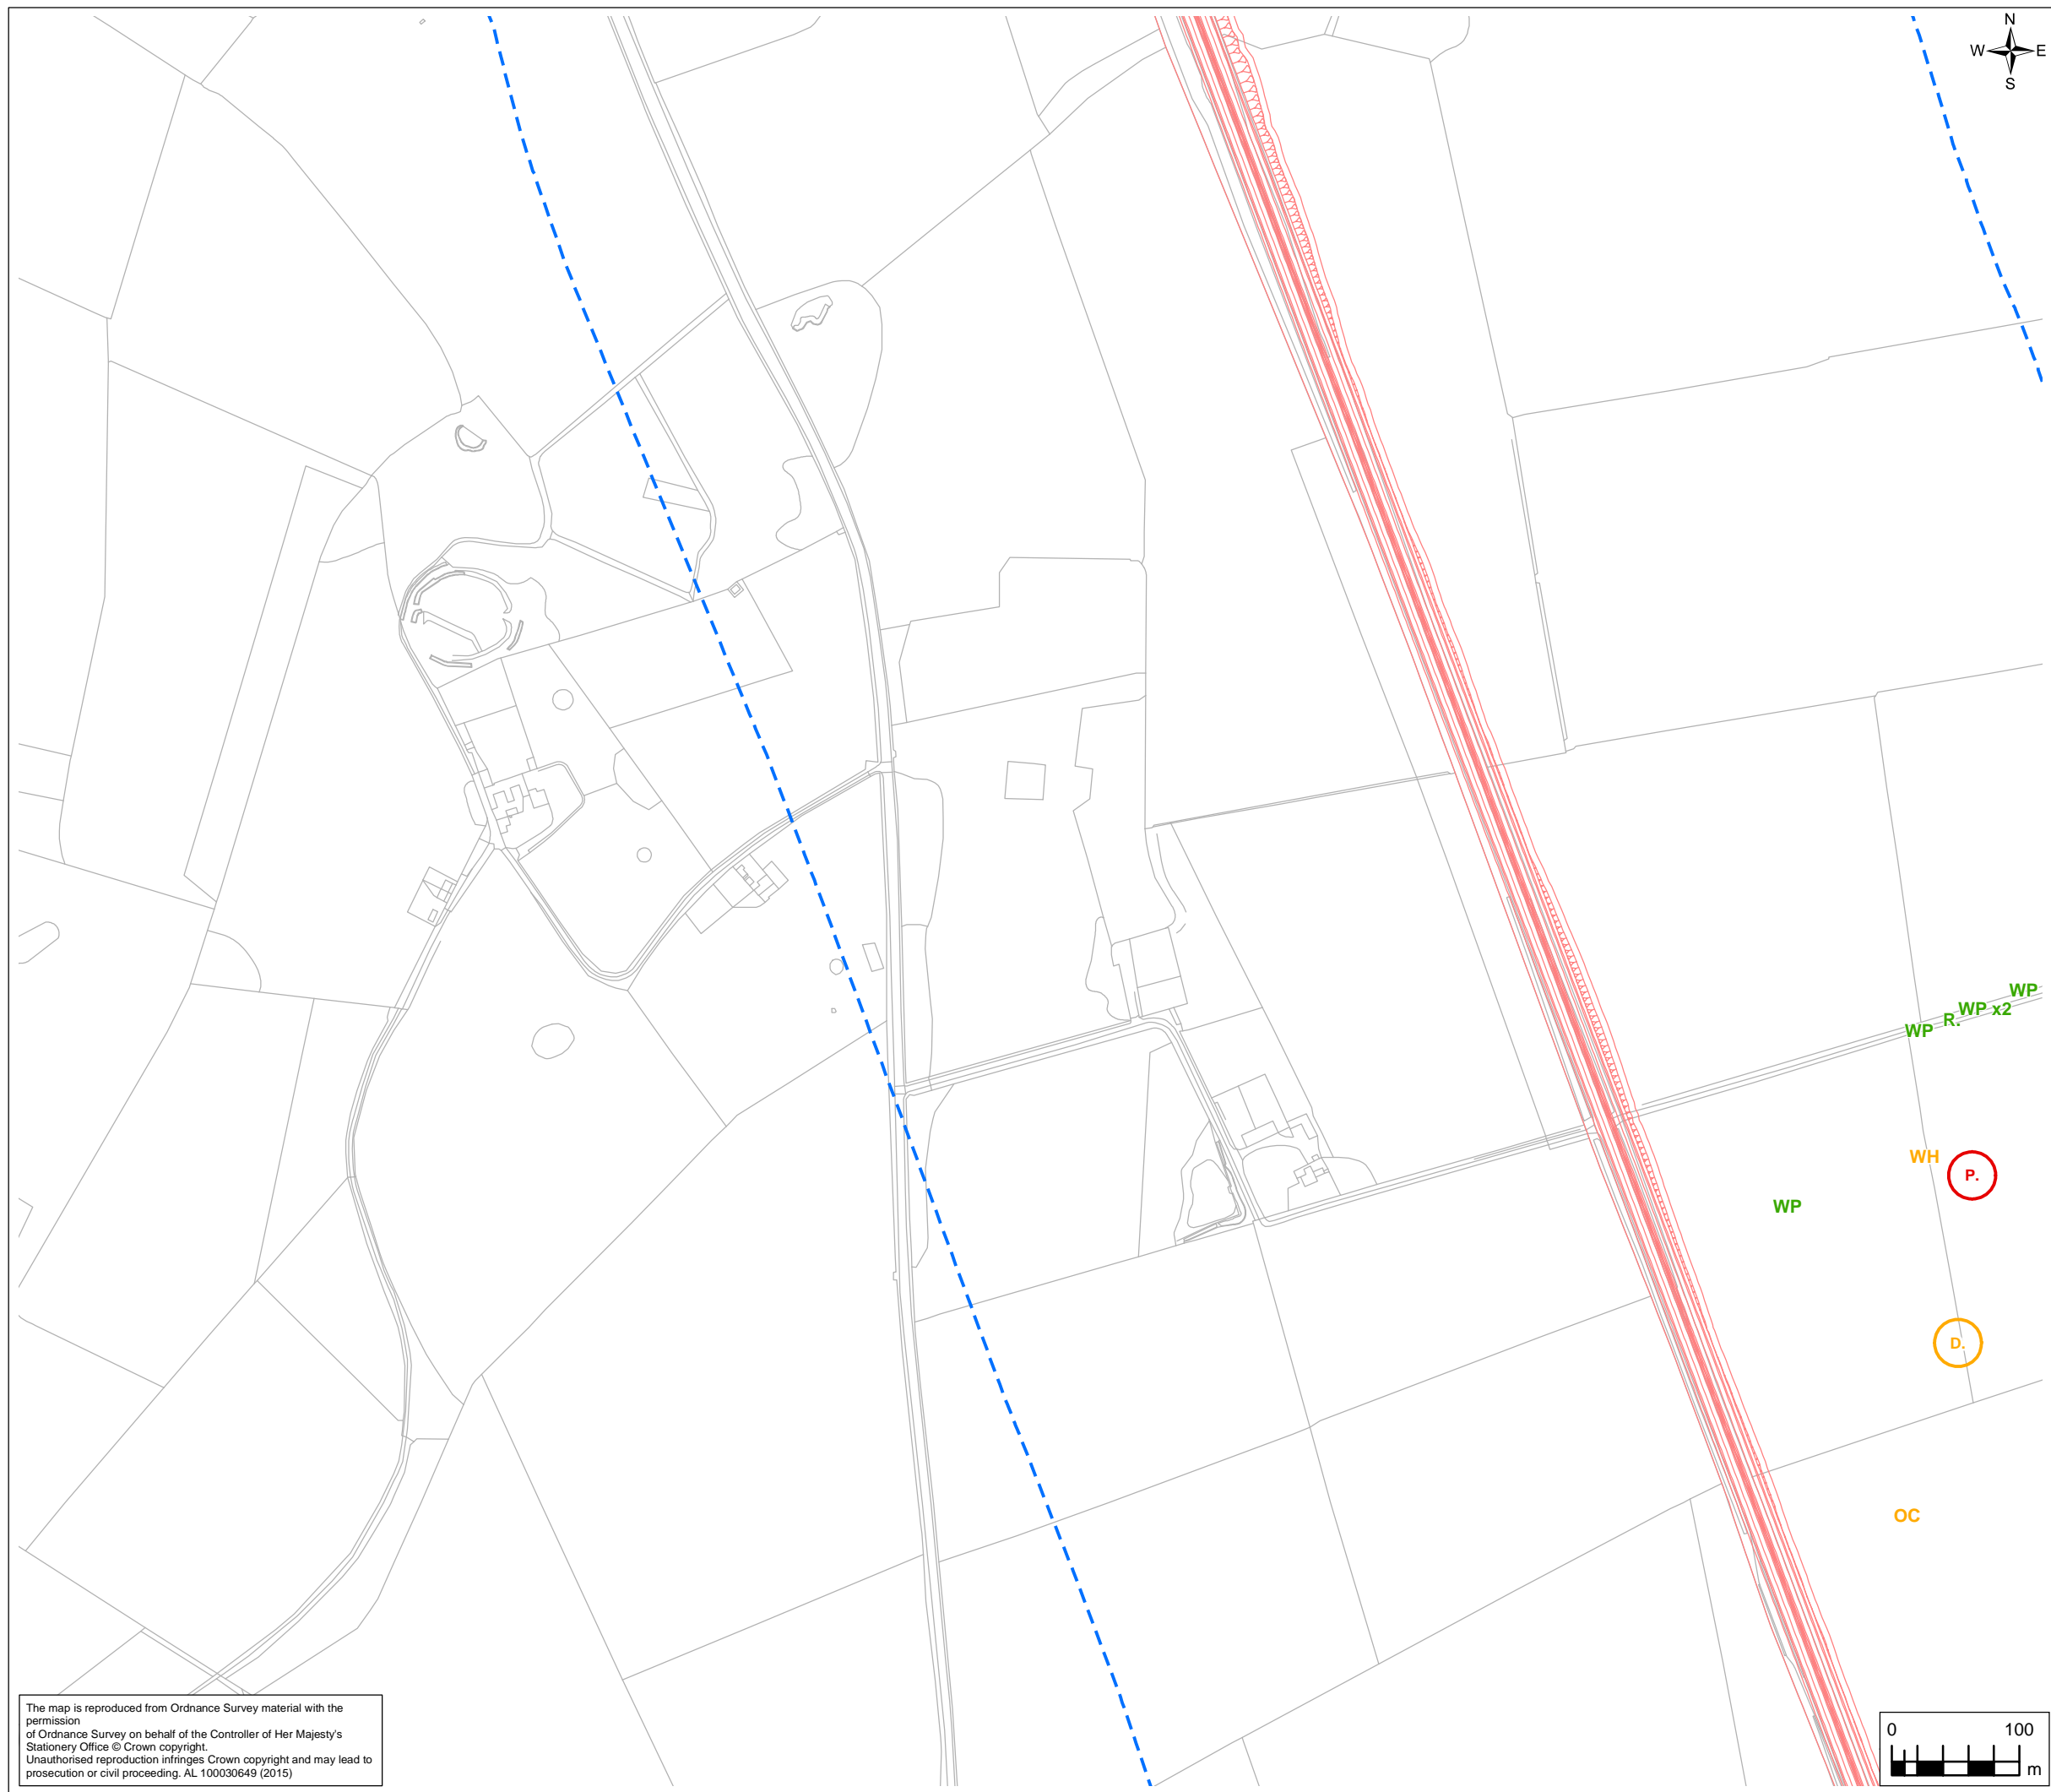 N
W E
S
WP
WP x2
R.
WP
WH
P.
WP
D.
OC
The map is reproduced from Ordnance Survey material with the
permission
of Ordnance Survey on behalf of the Controller of Her Majesty's
Stationery Office © Crown copyright.
Unauthorised reproduction infringes Crown copyright and may lead to
prosecution or civil proceeding. AL 100030649 (2015)
0 100
m